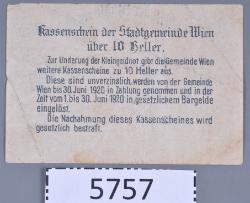 Kassenschein der Stadtgemeinde Wien
über 10 Heller.
Zur Linderung der Kleingeldnot gibt die Gemeinde Wien
weitere Kassenscheine zu 10 Heller aus.
Diese sind unverzinslich, werden von der Gemeinde
Wien bis 30. Juni 1920 in Zahlung genommen und in der
Zeit vom 1. bis 30. Juni 1920 in gesetzlichem Bargelde
eingelöst.
Die Nachahmung dieses Kassenscheines wird
gesetzlich bestraft.
5757